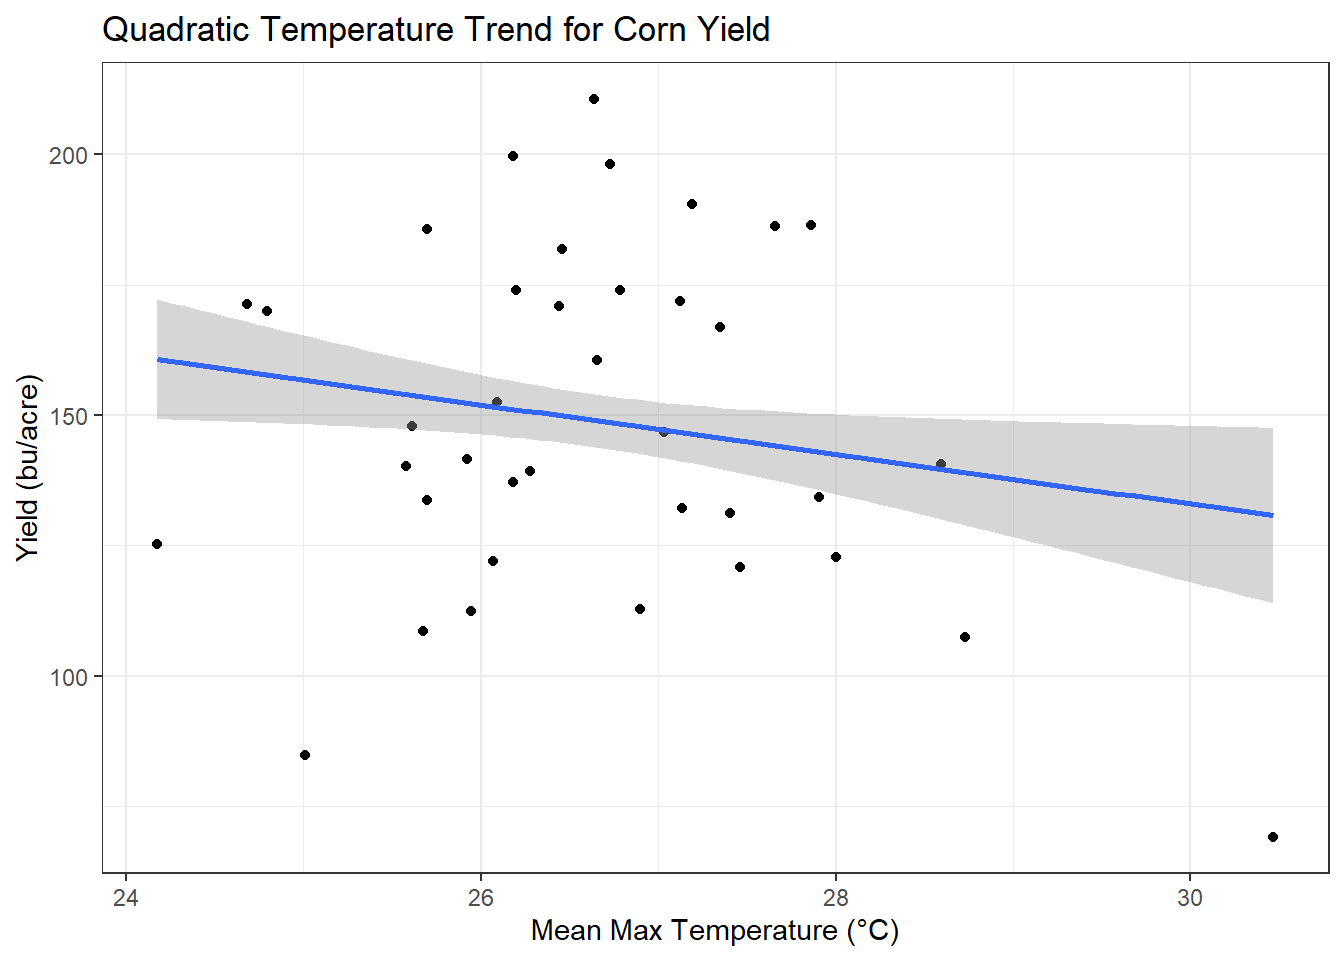 Quadratic Temperature Trend for Corn Yield
200
150
100
Yield (bu/acre)
24
26
28
30
Mean Max Temperature (°C)